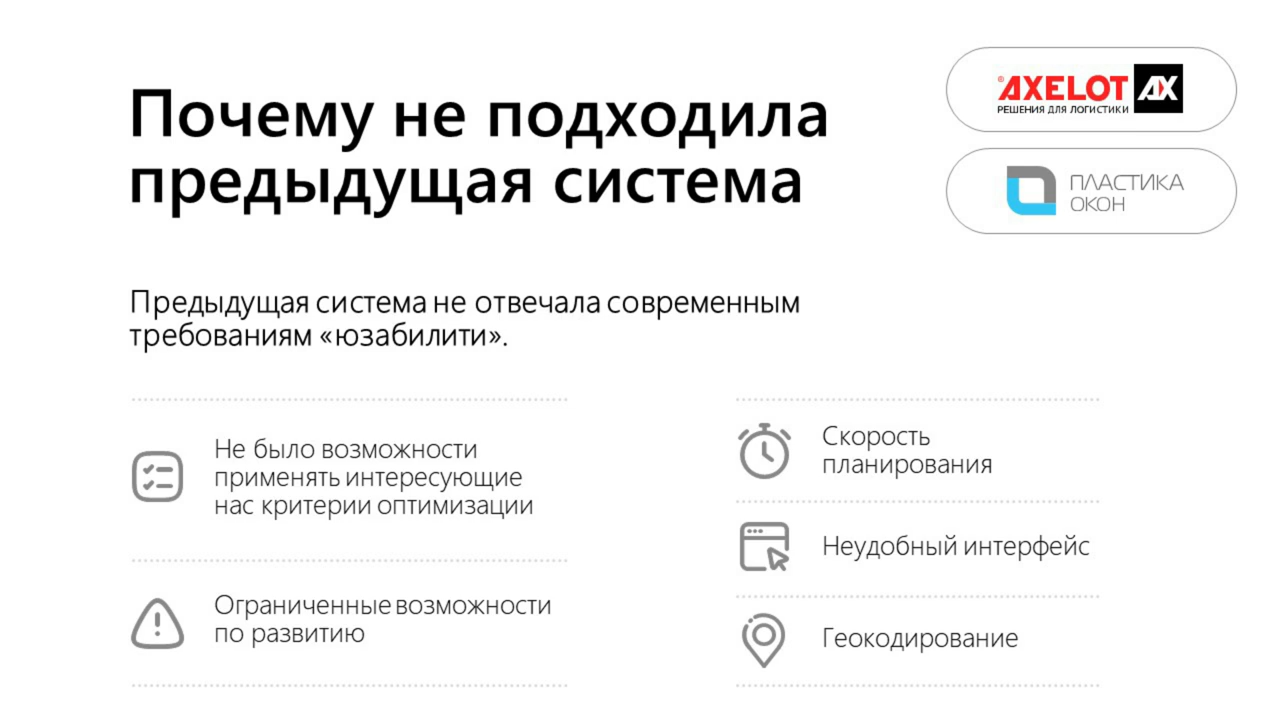 Почему не подходила
предыдущая система
®AXELOT AX
РЕШЕНИЯ ДЛЯ ЛОГИСТИКИ
ПЛАСТИКА
ОКОН
Предыдущая система не отвечала современным
требованиям «юзабилити».
Не было возможности
применять интересующие
нас критерии оптимизации
Ограниченные возможности
по развитию
Скорость
планирования
Неудобный интерфейс
Геокодирование